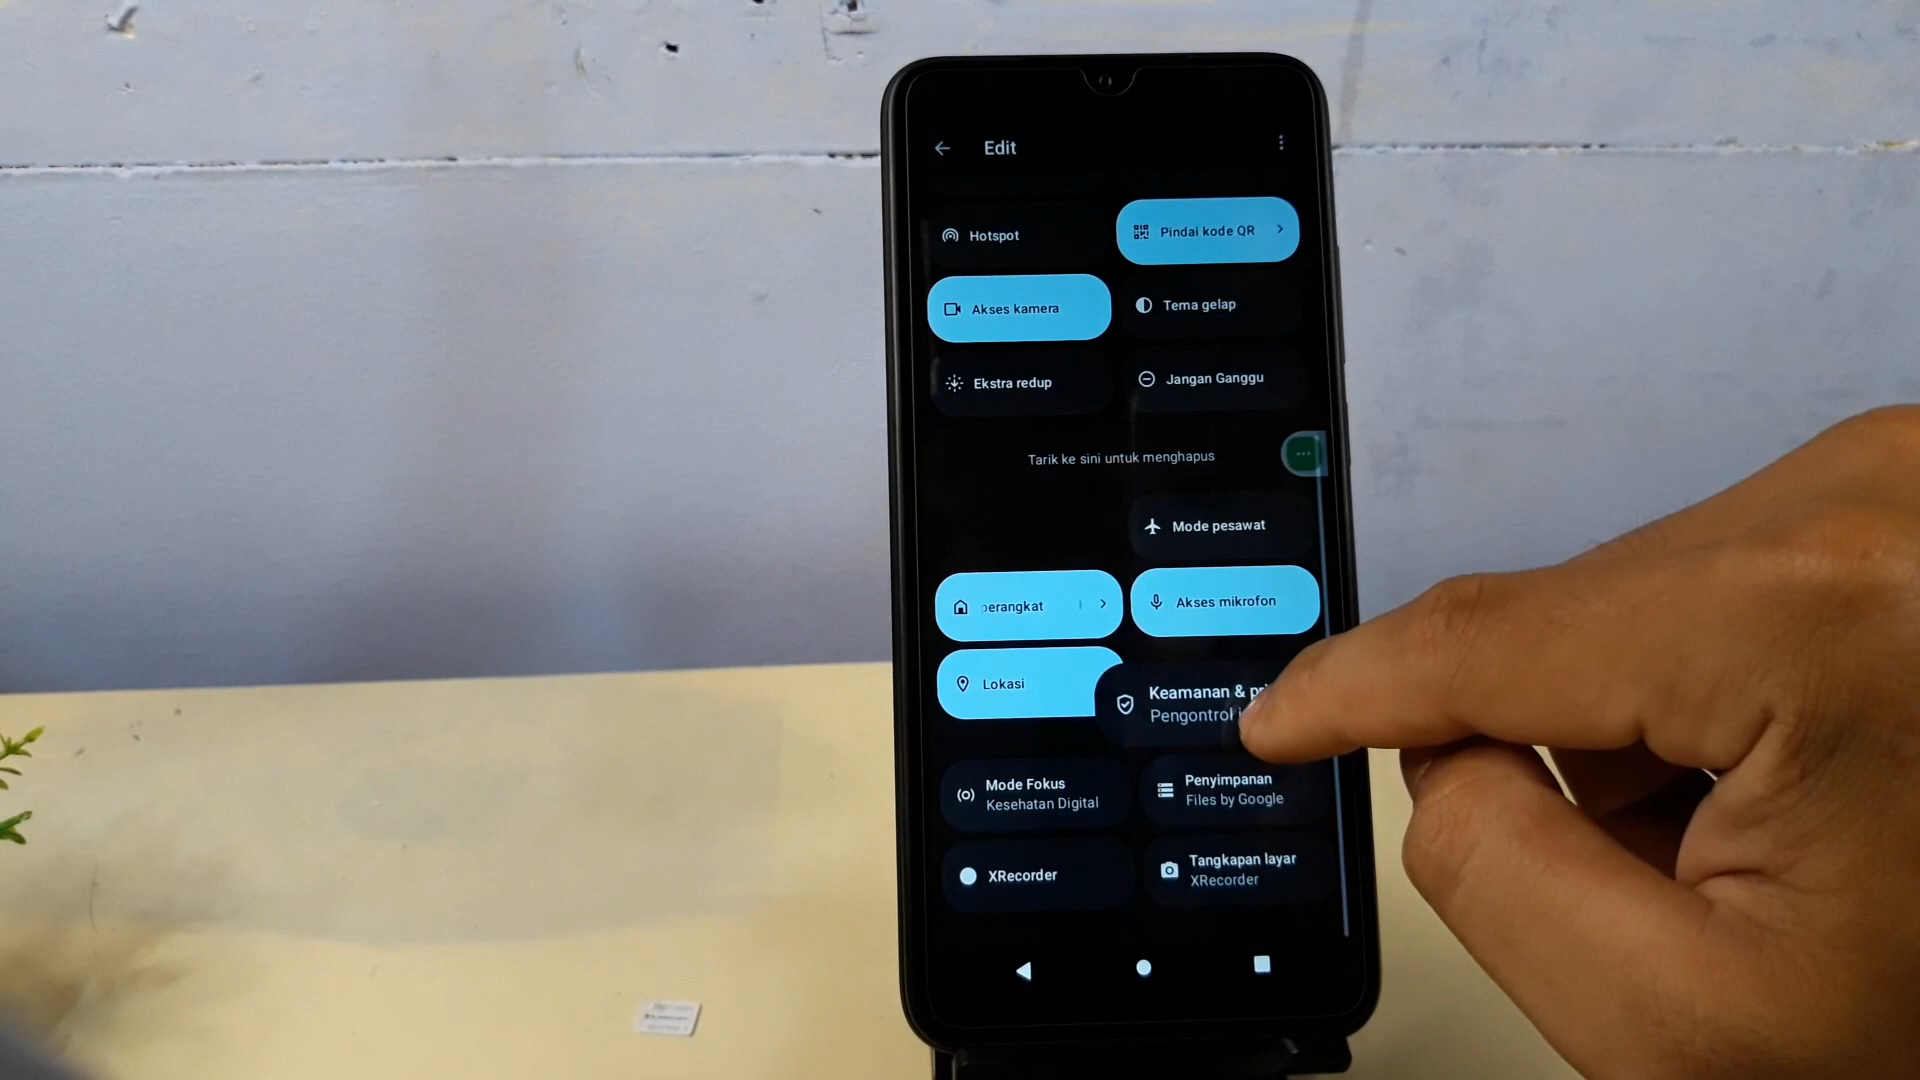 Edit
Hotspot
Pindai kode QR
Akses kamera
Tema gelap
Ekstra redup
Jangan Ganggu
Tarik ke sini untuk menghapus
Mode pesawat
perangkat
Akses mikrofon
Lokasi
Keamanan &
Pengontrol
Mode Fokus
Kesehatan Digital
Penyimpanan
Files by Google
XRecorder
Tangkapan layar
XRecorder